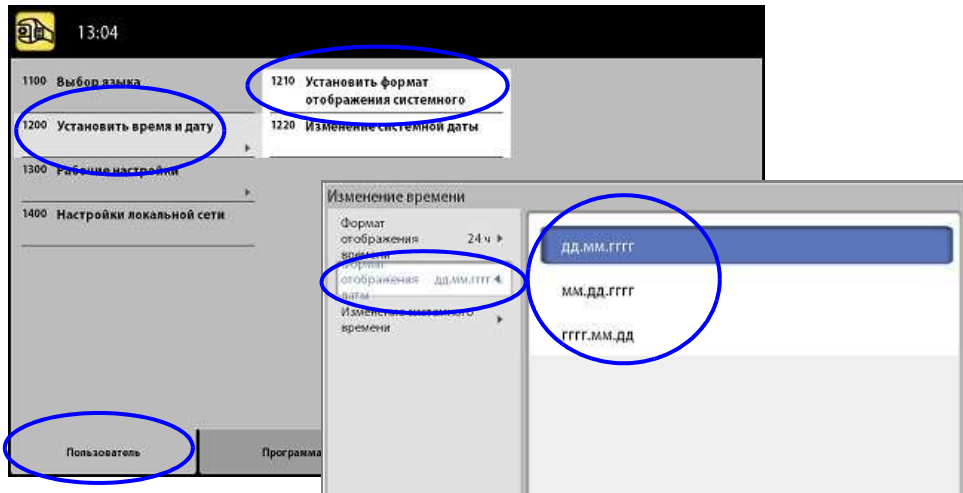 13:04
1100 Выбор языка
1210 Установить формат
отображения системного
1200 Установить время и дату
1220 Изменение системной даты
1300 Рабочие настройки
1400 Настройки локальной сети
Изменение времени
Формат
отображения 24 ч
времени
Формат
отображения дд.мм.гггг
даты
Изменение системного
времени
дд.мм.гггг
мм.дд.гггг
гггг.мм.дд
Пользователь
Программа